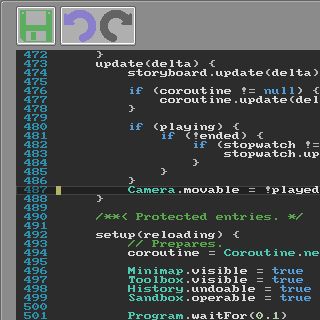 472 }
473 update(delta) {
474 storyboard.update(delta)
475
476 if (coroutine != null) {
477 coroutine.update(del
478 }
479
480 if (playing) {
481 if (!ended) {
482 if (stopwatch !=
483 stopwatch.up
484 }
485 }
486 }
487 Camera.movable = !played
488 }
489
490 /**< Protected entries. */
491
492 setup(reloading) {
493 // Prepares.
494 coroutine = Coroutine.ne
495
496 Minimap.visible = true
497 Toolbox.visible = true
498 History.undoable = true
499 Sandbox.operable = true
500
501 Program.waitFor(0.1)